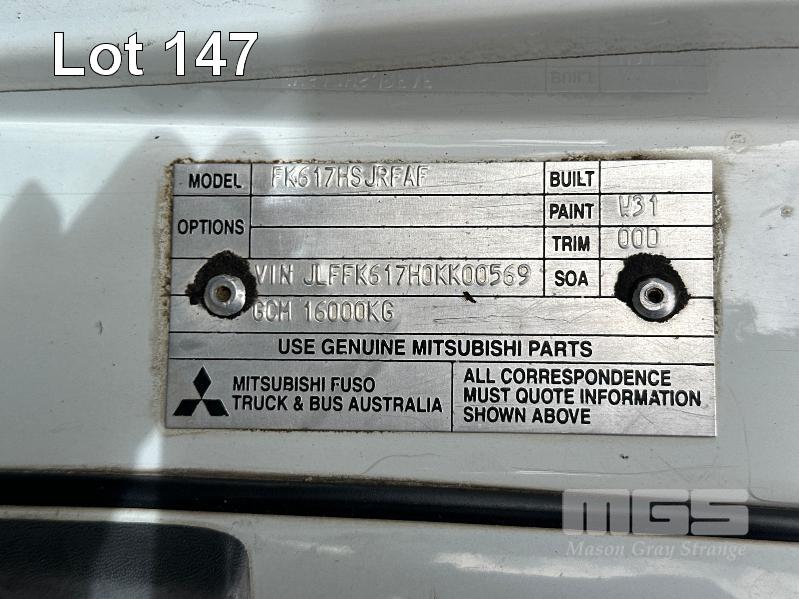 Lot 147
MODEL FK617HSJRFAF BUILT
OPTIONS PAINT W31
TRIM 00D
VIN JLFFK617H0KK00569 SOA
GCM 16000KG
USE GENUINE MITSUBISHI PARTS
MITSUBISHI FUSO
TRUCK & BUS AUSTRALIA
ALL CORRESPONDENCE
MUST QUOTE INFORMATION
SHOWN ABOVE
MGS
Mason Gray Strange